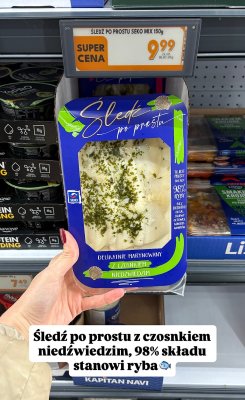 ŚLEDŹ PO PROSTU SEKO MIX 150g
SUPER
CENA
9.99
Śledź
po prostu
98%
DELIKATNIE MARYNOWANY
Z CZOSNKIEM
NIEDŹWIEDZIM
Śledź po prostu z czosnkiem
niedźwiedzim, 98% składu
stanowi ryba🐟
KAPITAN NAVI